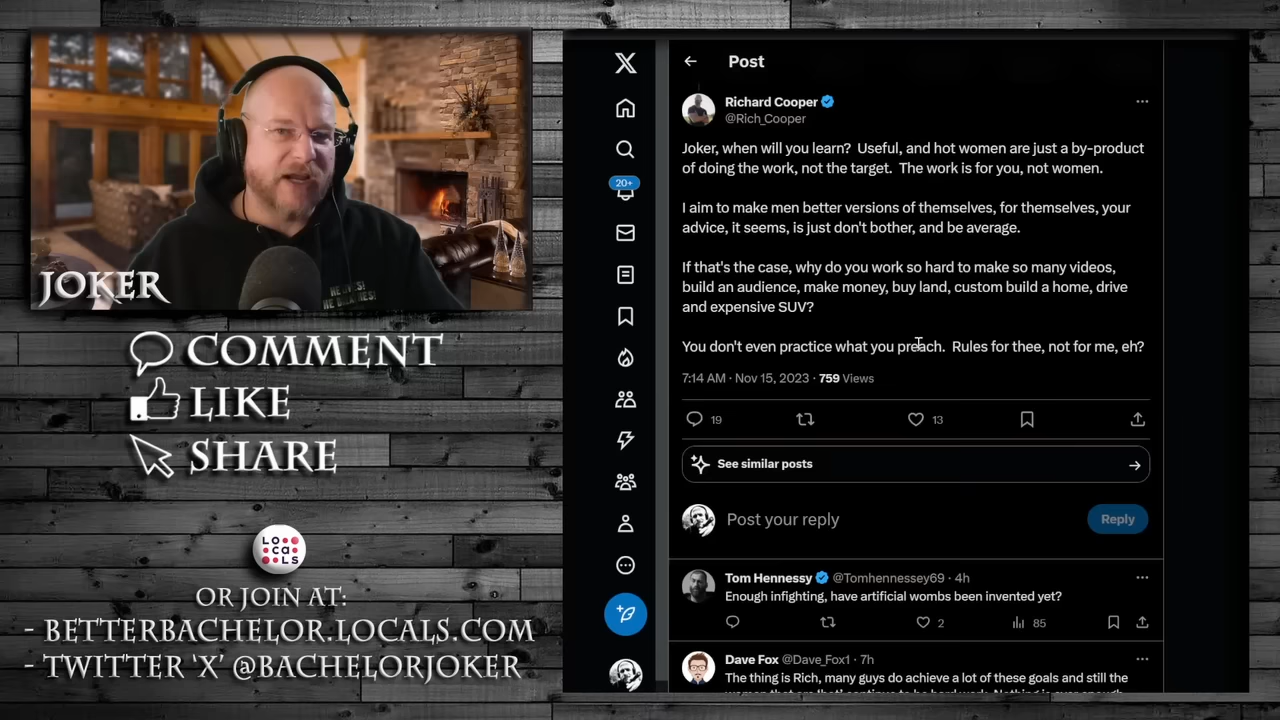 JOKER
COMMENT
LIKE
SHARE
LOCALS
OR JOIN AT:
- BETTERBACHELOR.LOCALS.COM
- TWITTER 'X' @BACHELORJOKER
Post
20+
Richard Cooper
@Rich_Cooper
Joker, when will you learn?  Useful, and hot women are just a by-product
of doing the work, not the target.  The work is for you, not women.
I aim to make men better versions of themselves, for themselves, your
advice, it seems, is just don't bother, and be average.
If that's the case, why do you work so hard to make so many videos,
build an audience, make money, buy land, custom build a home, drive
and expensive SUV?
You don't even practice what you preach.  Rules for thee, not for me, eh?
7:14 AM · Nov 15, 2023 · 759 Views
19 13
See similar posts
Post your reply
Reply
Tom Hennessy @Tomhennessey69 · 4h
Enough infighting, have artificial wombs been invented yet?
2 85
Dave Fox @Dave_Fox1 · 7h
The thing is Rich, many guys do achieve a lot of these goals and still the